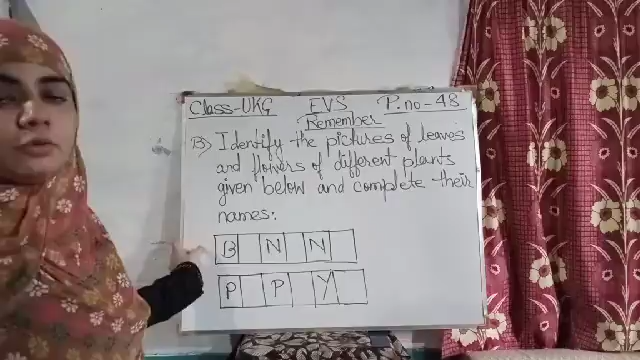 Class-UKG EVS P.no-48
Remember
B) Identify the pictures of leaves
and flowers of different plants
given below and complete their
names:
B N N
P P Y